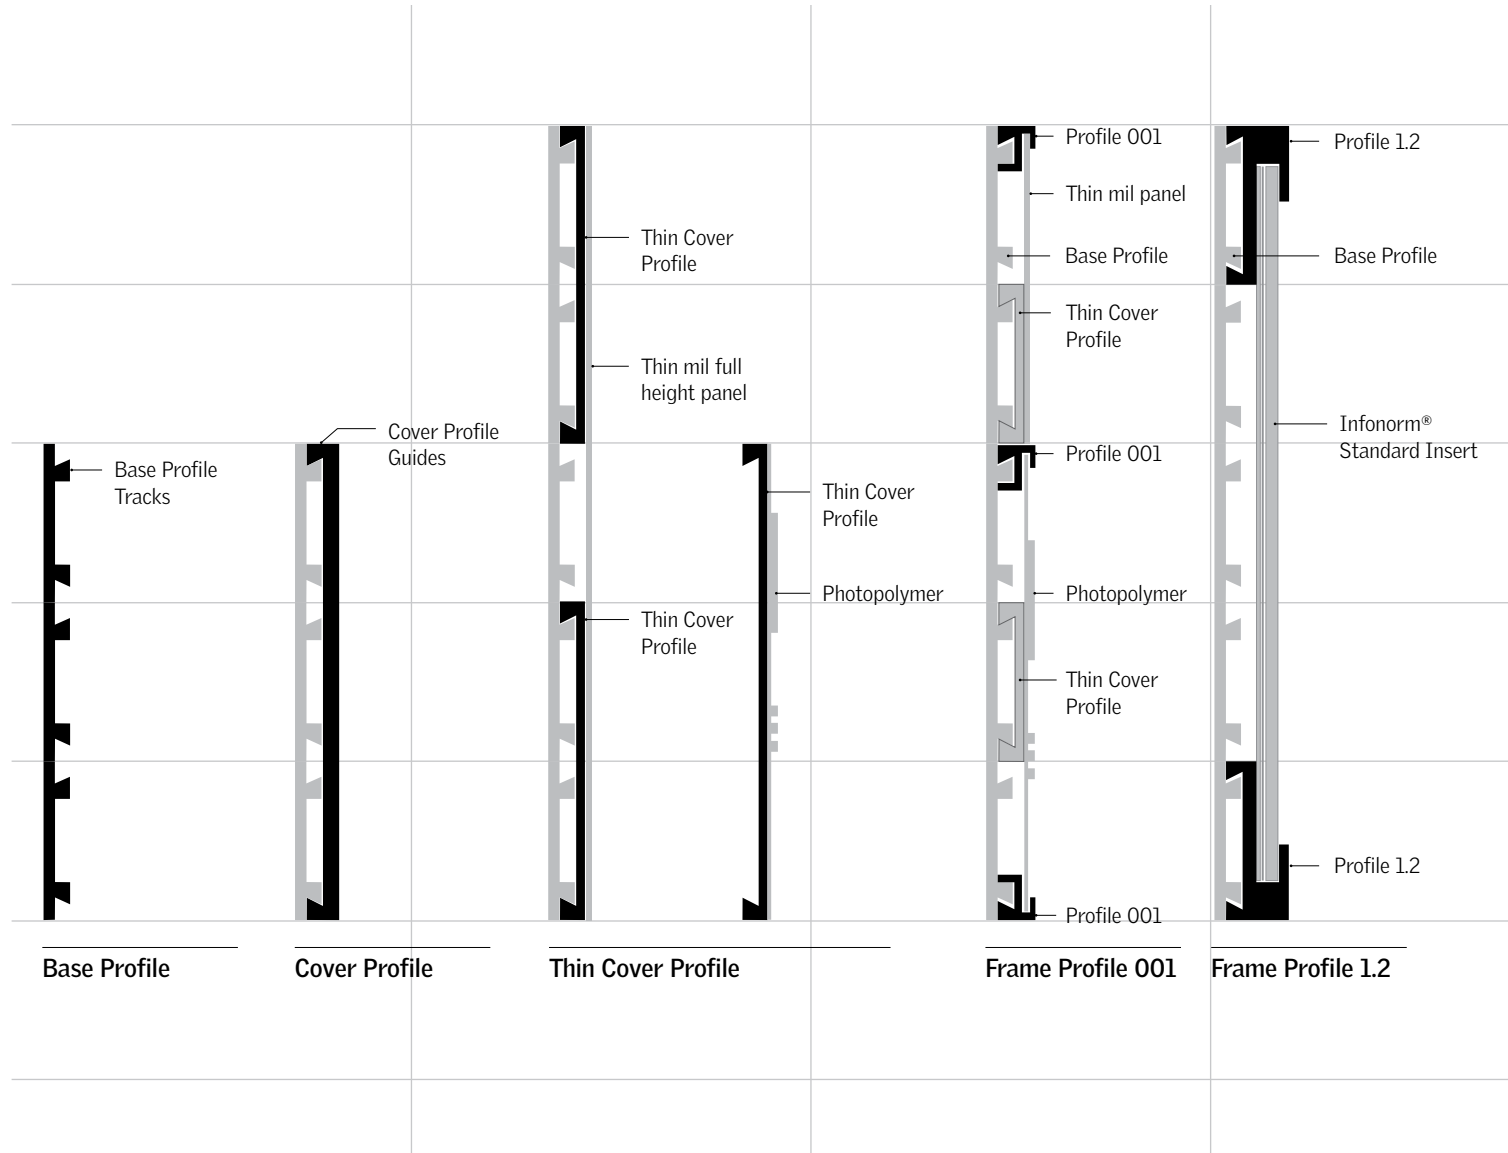 Base Profile
Tracks
Cover Profile
Guides
Thin Cover
Profile
Thin mil full
height panel
Thin Cover
Profile
Thin Cover
Profile
Photopolymer
Profile 001
Thin mil panel
Base Profile
Thin Cover
Profile
Profile 001
Photopolymer
Thin Cover
Profile
Profile 001
Profile 1.2
Base Profile
Infonorm®
Standard Insert
Profile 1.2
Base Profile
Cover Profile
Thin Cover Profile
Frame Profile 001
Frame Profile 1.2